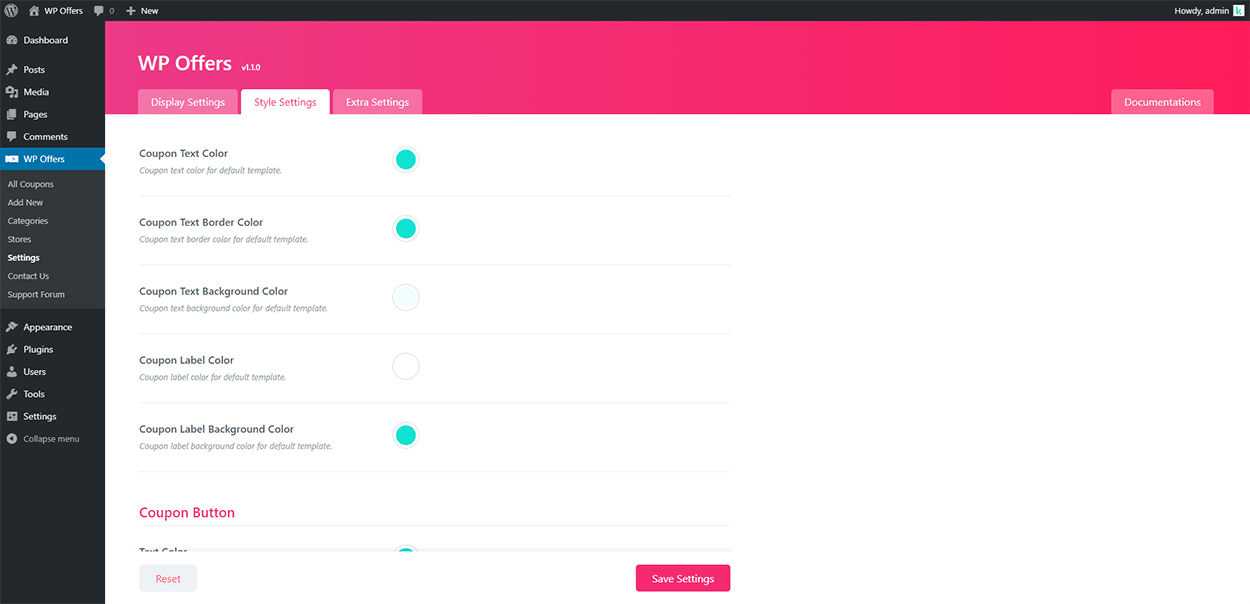 WP Offers 0 New Howdy, admin
Dashboard
Posts
Media
Pages
Comments
WP Offers
All Coupons
Add New
Categories
Stores
Settings
Contact Us
Support Forum
Appearance
Plugins
Users
Tools
Settings
Collapse menu
WP Offers v1.1.0
Display Settings Style Settings Extra Settings Documentations
Coupon Text Color
Coupon text color for default template.
Coupon Text Border Color
Coupon text border color for default template.
Coupon Text Background Color
Coupon text background color for default template.
Coupon Label Color
Coupon label color for default template.
Coupon Label Background Color
Coupon label background color for default template.
Coupon Button
Text Color
Reset Save Settings